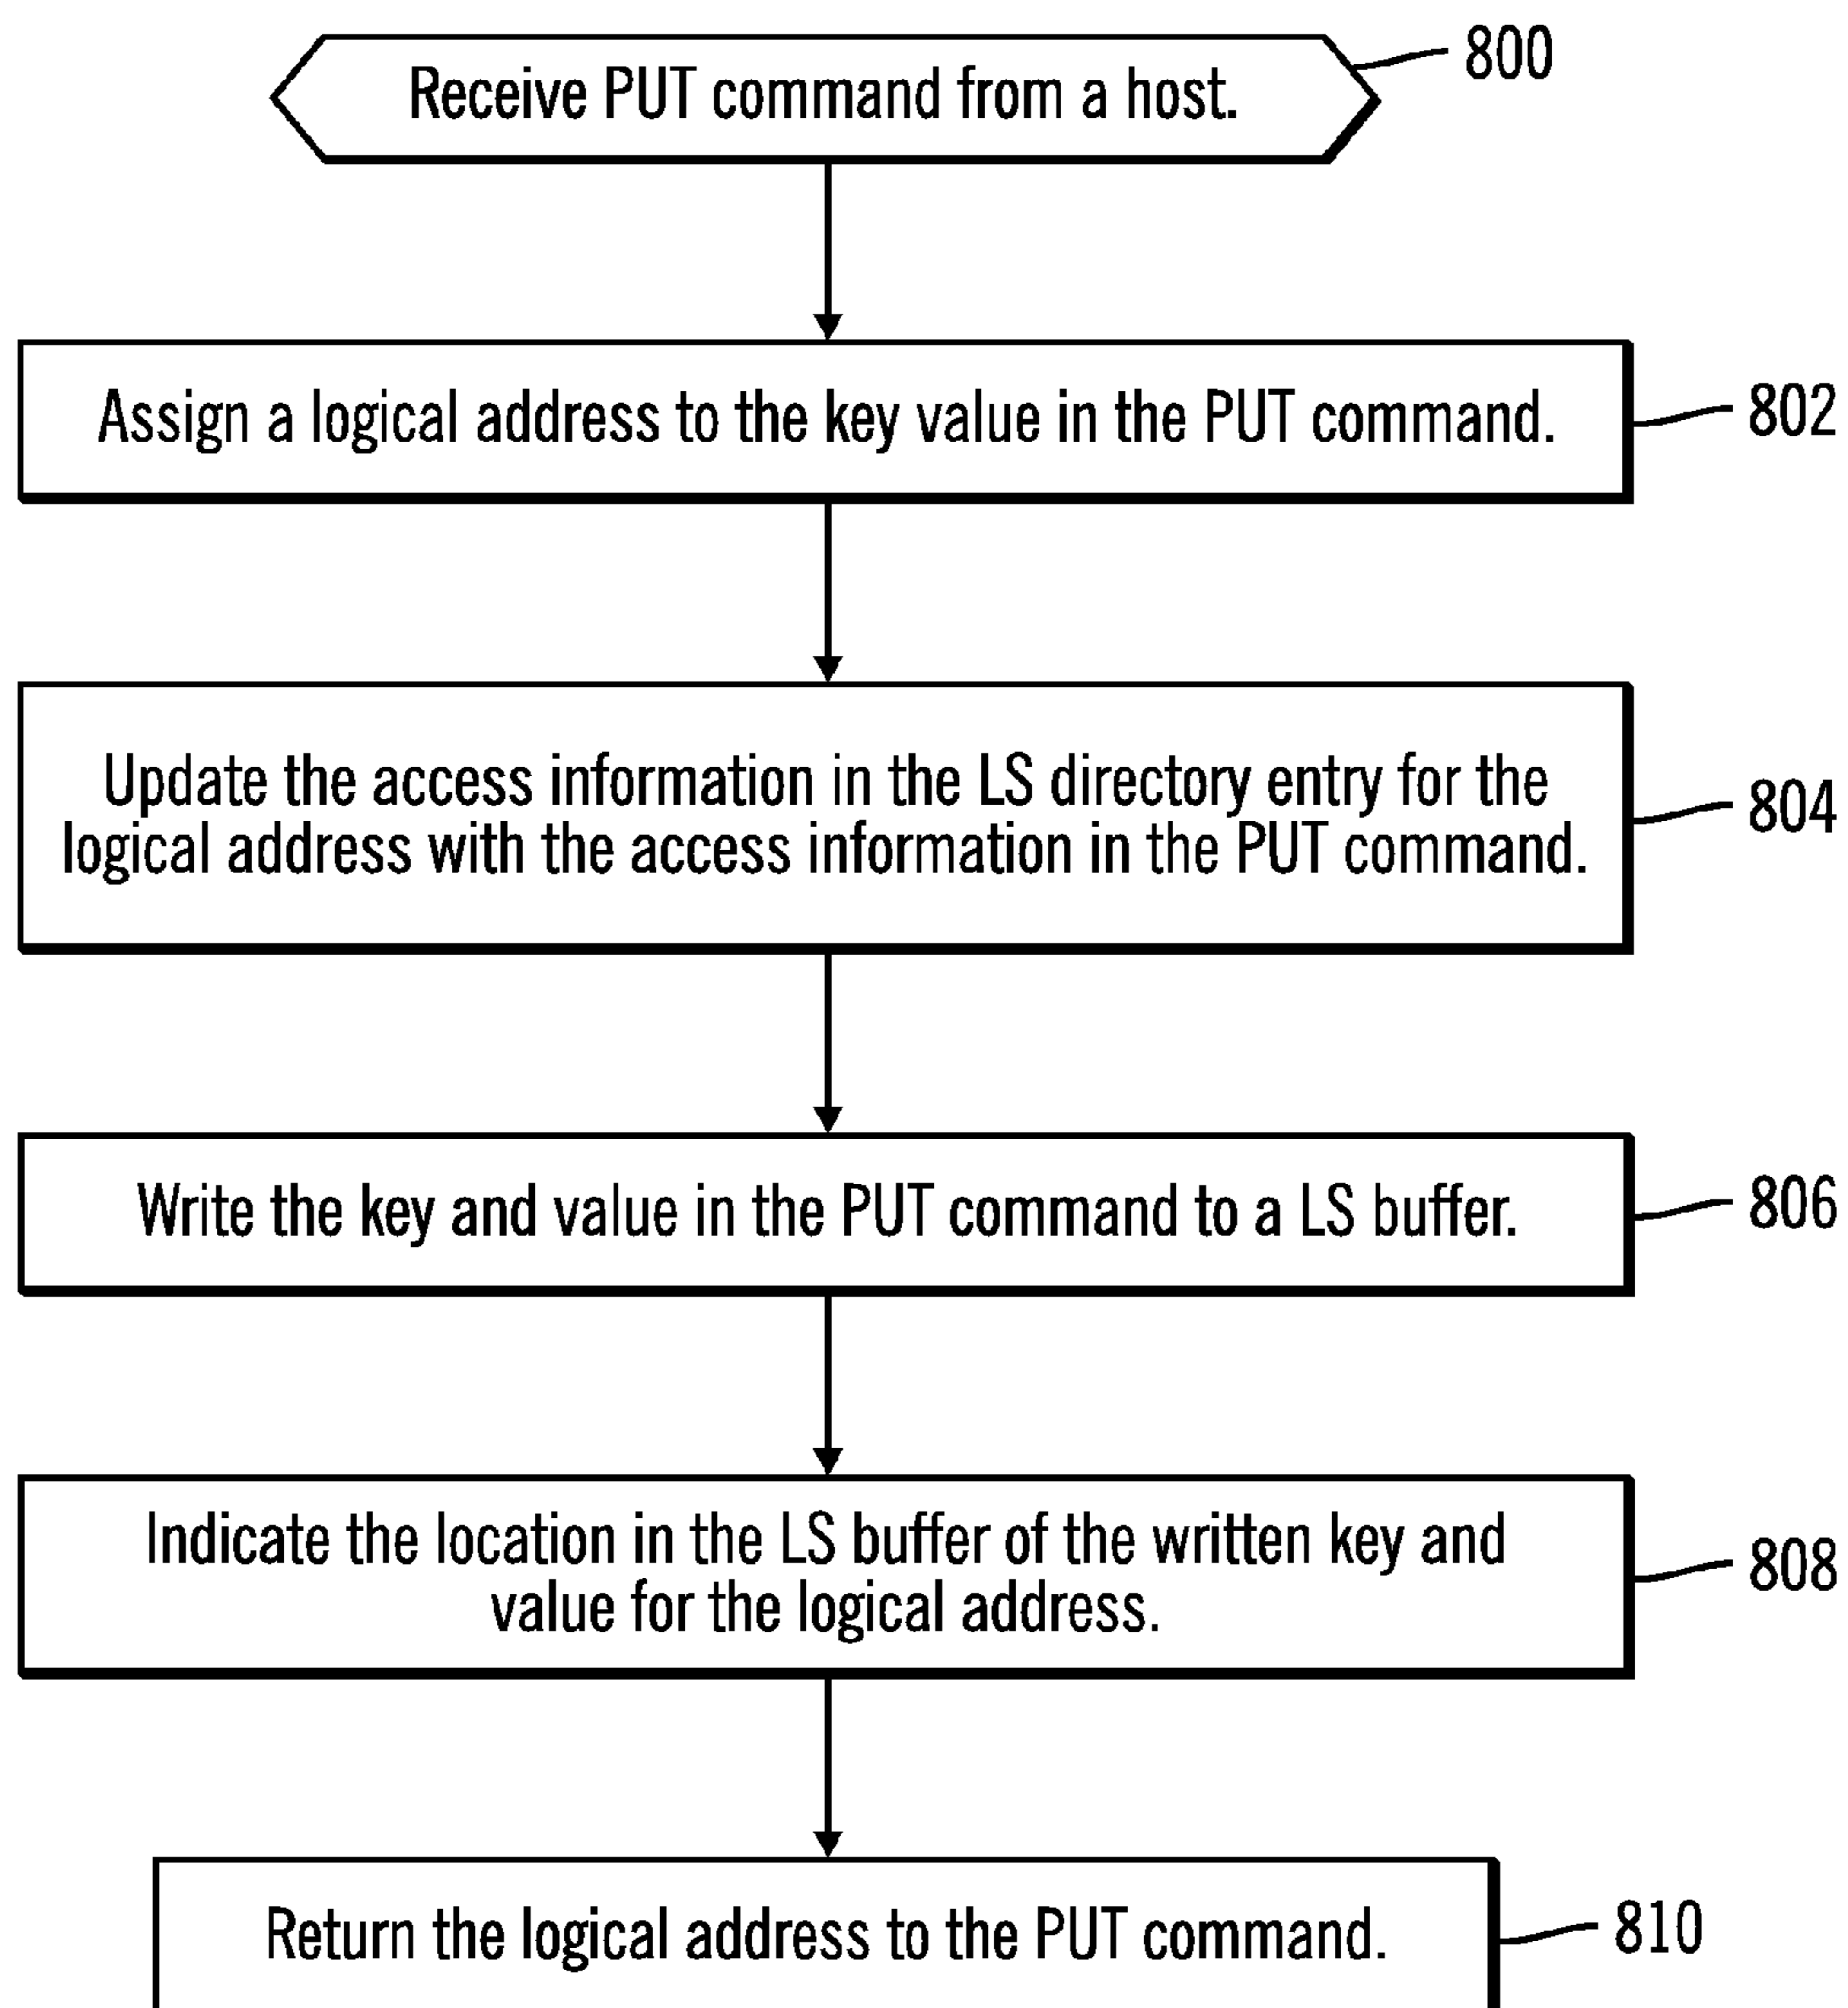 Receive PUT command from a host.
800
Assign a logical address to the key value in the PUT command.
802
Update the access information in the LS directory entry for the
logical address with the access information in the PUT command.
804
Write the key and value in the PUT command to a LS buffer.
806
Indicate the location in the LS buffer of the written key and
value for the logical address.
808
Return the logical address to the PUT command.
810